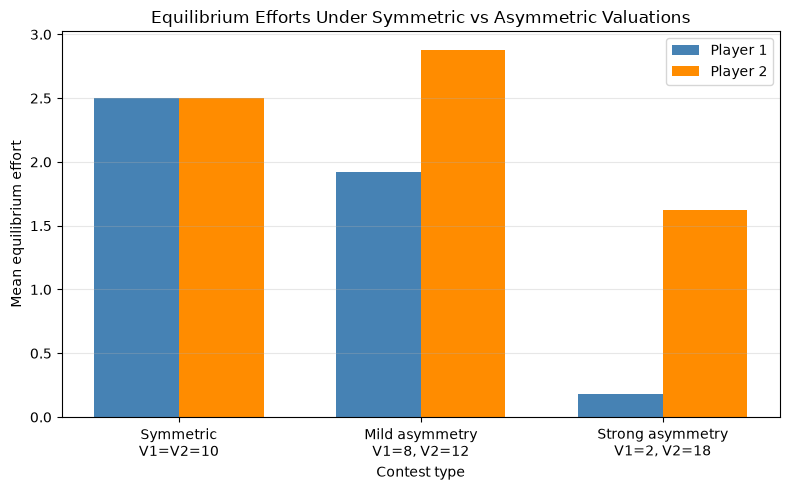 Equilibrium Efforts Under Symmetric vs Asymmetric Valuations
Player 1
Player 2
Mean equilibrium effort
3.0
2.5
2.0
1.5
1.0
0.5
0.0
Symmetric
V1=V2=10
Mild asymmetry
V1=8, V2=12
Strong asymmetry
V1=2, V2=18
Contest type